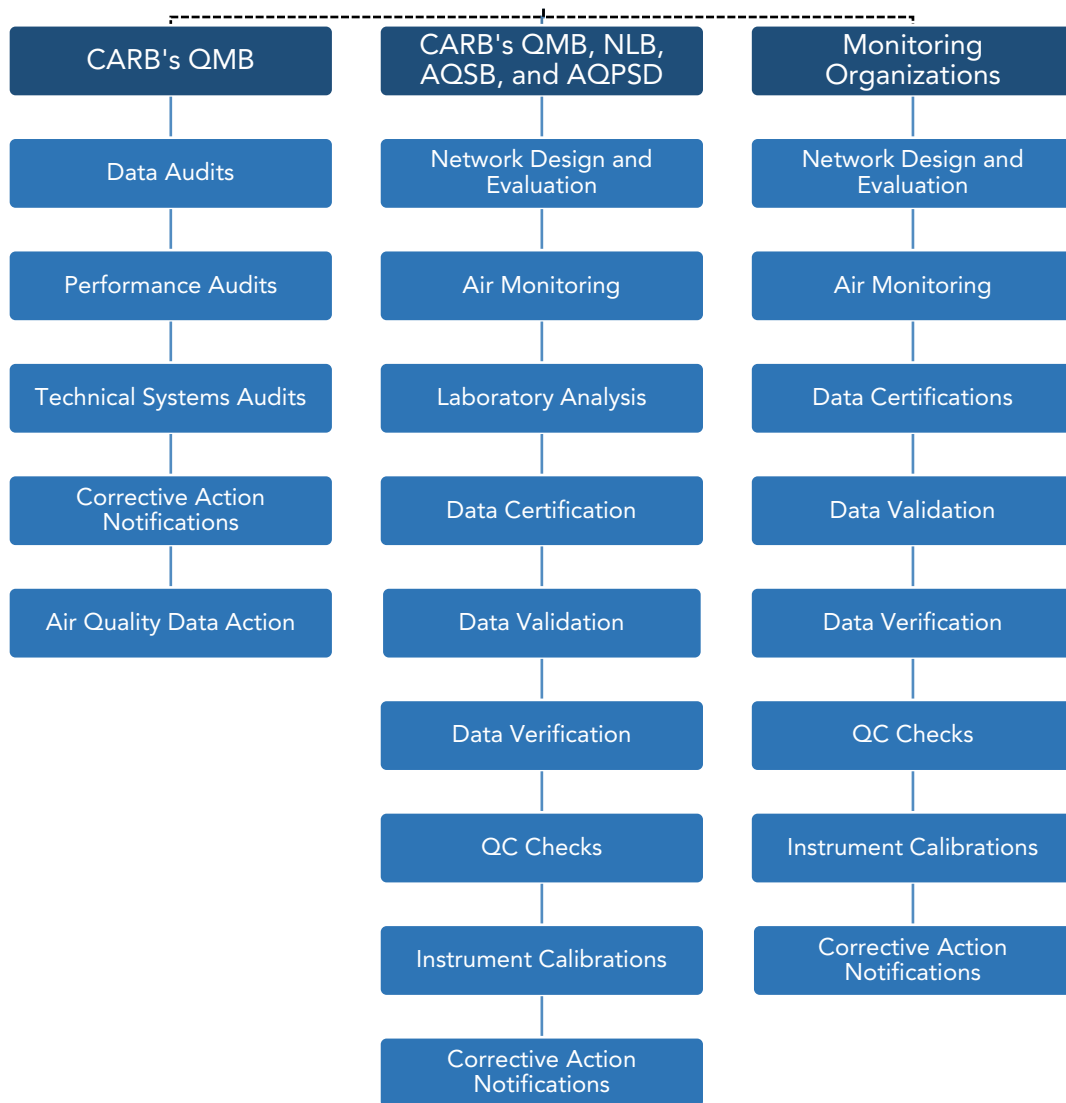 CARB's QMB
Data Audits
Performance Audits
Technical Systems Audits
Corrective Action
Notifications
Air Quality Data Action
CARB's QMB, NLB,
AQSB, and AQPSD
Network Design and
Evaluation
Air Monitoring
Laboratory Analysis
Data Certification
Data Validation
Data Verification
QC Checks
Instrument Calibrations
Corrective Action
Notifications
Monitoring
Organizations
Network Design and
Evaluation
Air Monitoring
Data Certifications
Data Validation
Data Verification
QC Checks
Instrument Calibrations
Corrective Action
Notifications